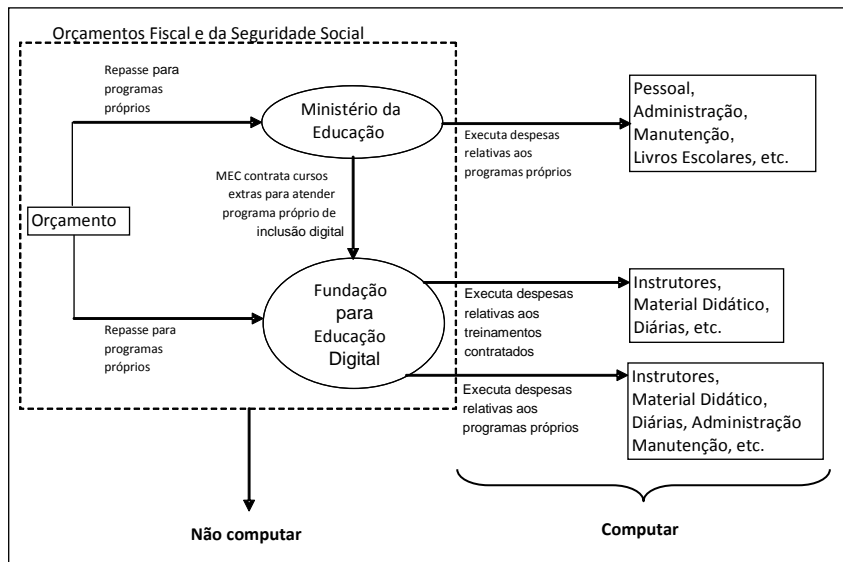 Orçamentos Fiscal e da Seguridade Social
Repasse para
programas
próprios
Ministério da
Educação
Executa despesas
relativas aos
programas próprios
Pessoal,
Administração,
Manutenção,
Livros Escolares, etc.
MEC contrata cursos
extras para atender
programa próprio de
inclusão digital
Orçamento
Repasse para
programas
próprios
Fundação
para
Educação
Digital
Executa despesas
relativas aos
treinamentos
contratados
Instrutores,
Material Didático,
Diárias, etc.
Executa despesas
relativas aos
programas próprios
Instrutores,
Material Didático,
Diárias, Administração
Manutenção, etc.
Não computar
Computar